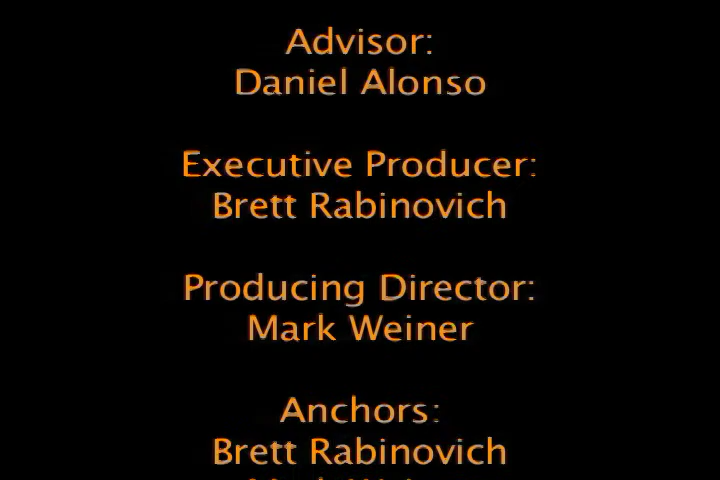 Advisor:
Daniel Alonso
Executive Producer:
Brett Rabinovich
Producing Director:
Mark Weiner
Anchors:
Brett Rabinovich